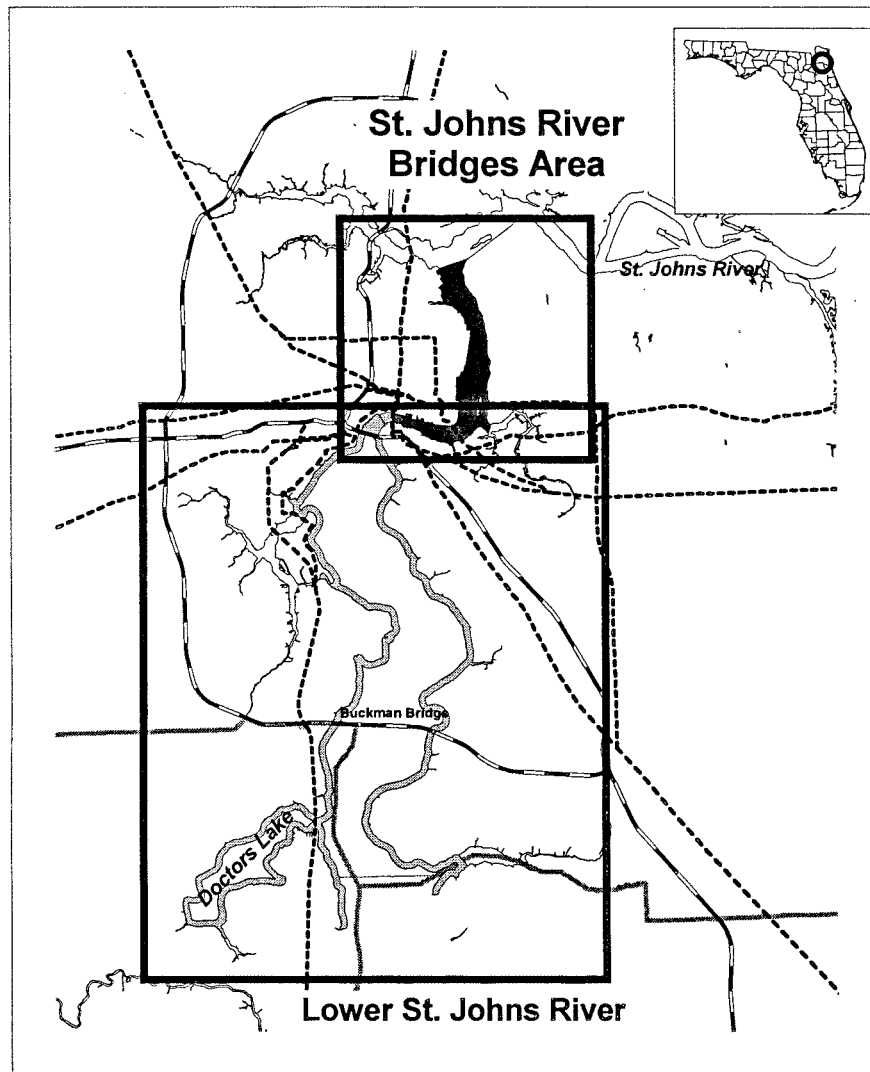 St. Johns River
Bridges Area
St. Johns River
Buckman Bridge
Doctors Lake
Lower St. Johns River